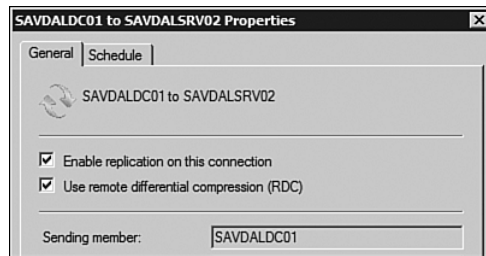 SAVDALDC01 to SAVDALSRV02 Properties
General Schedule
SAVDALDC01 to SAVDALSRV02
Enable replication on this connection
Use remote differential compression (RDC)
Sending member: SAVDALDC01